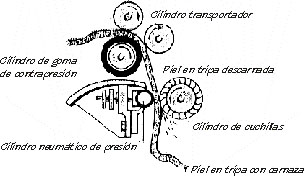 Cilindro transportador
Cilindro de goma
de contrapresión
Piel en tripa descarnada
Cilindro de cuchillas
Cilindro neumático de presión
Piel en tripa con carnaza